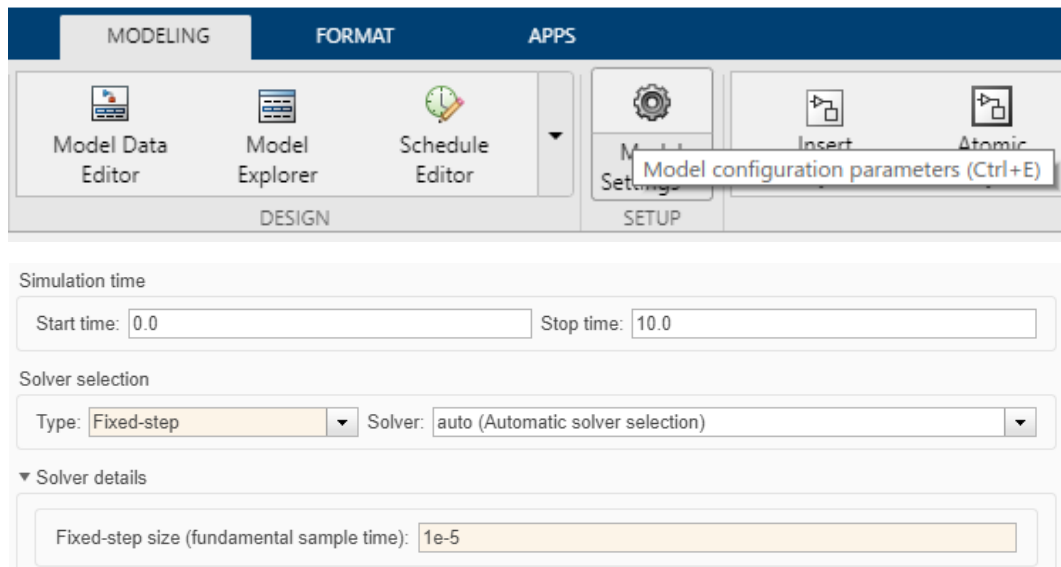 MODELING FORMAT APPS
Model Data Editor
Model Explorer
Schedule Editor
Insert
Atomic
Model configuration parameters (Ctrl+E)
DESIGN
SETUP
Simulation time
Start time: 0.0 Stop time: 10.0
Solver selection
Type: Fixed-step Solver: auto (Automatic solver selection)
Solver details
Fixed-step size (fundamental sample time): 1e-5